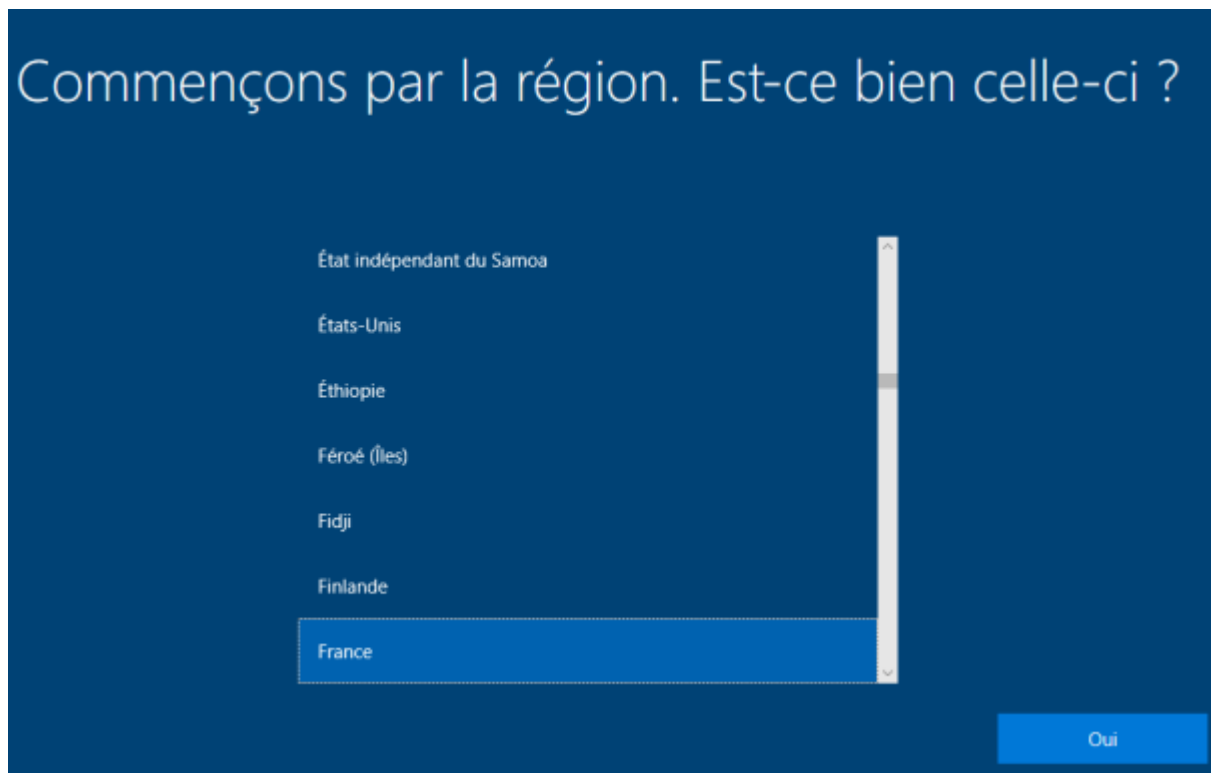 Commençons par la région. Est-ce bien celle-ci ?
État indépendant du Samoa
États-Unis
Éthiopie
Féroé (Îles)
Fidji
Finlande
France
Oui